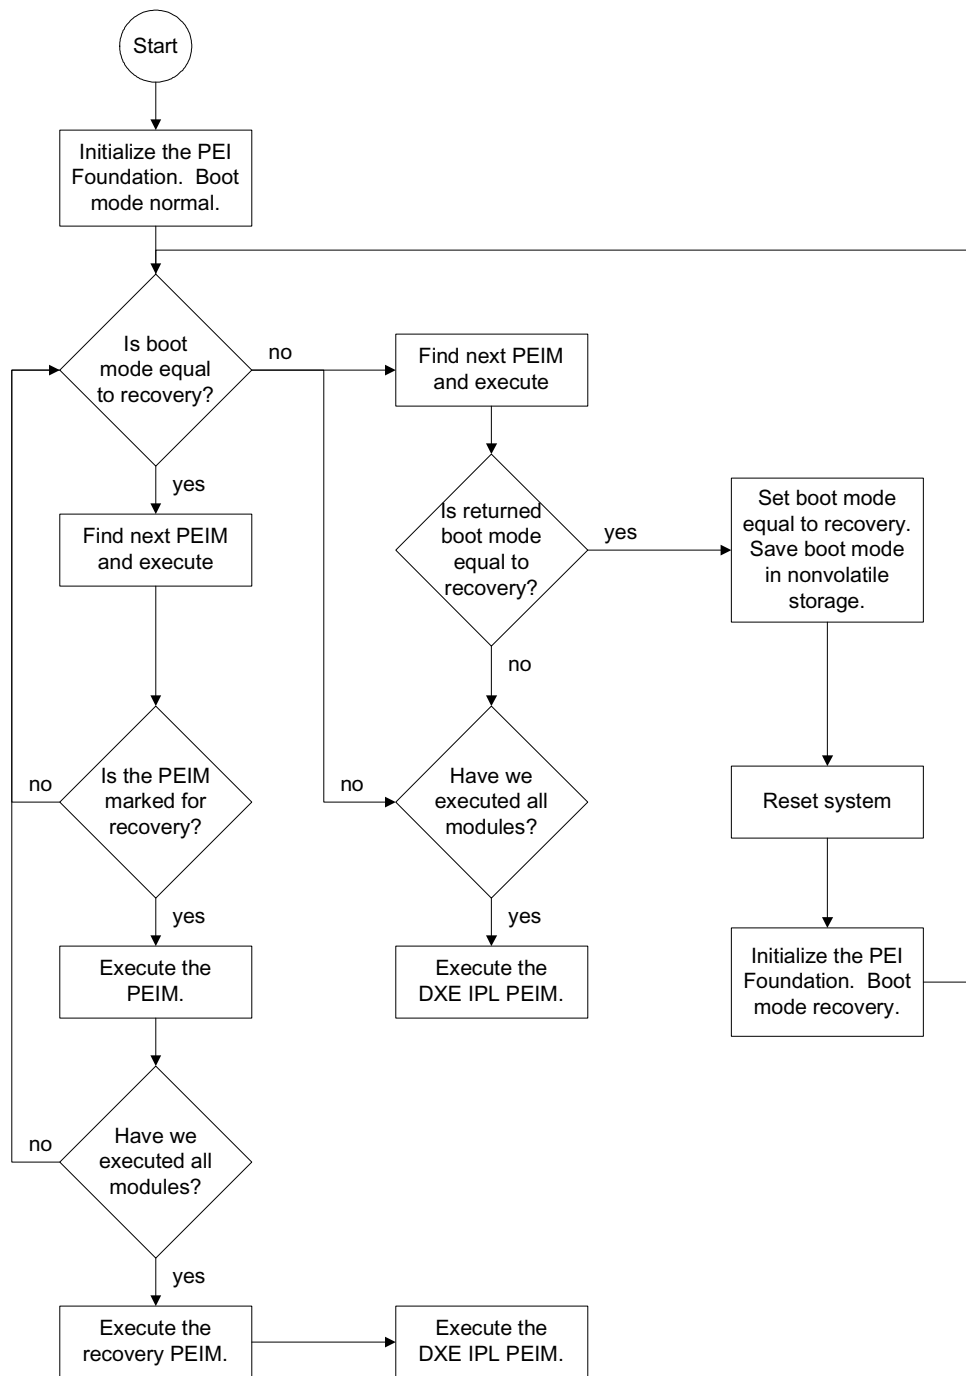 Start
Initialize the PEI
Foundation.  Boot
mode normal.
Is boot
mode equal
to recovery?
no
Find next PEIM
and execute
yes
Find next PEIM
and execute
Is returned
boot mode
equal to
recovery?
yes
Set boot mode
equal to recovery.
Save boot mode
in nonvolatile
storage.
no
no
Is the PEIM
marked for
recovery?
no
Have we
executed all
modules?
Reset system
yes
yes
Execute the
PEIM.
Execute the
DXE IPL PEIM.
Initialize the PEI
Foundation.  Boot
mode recovery.
no
Have we
executed all
modules?
yes
Execute the
recovery PEIM.
Execute the
DXE IPL PEIM.